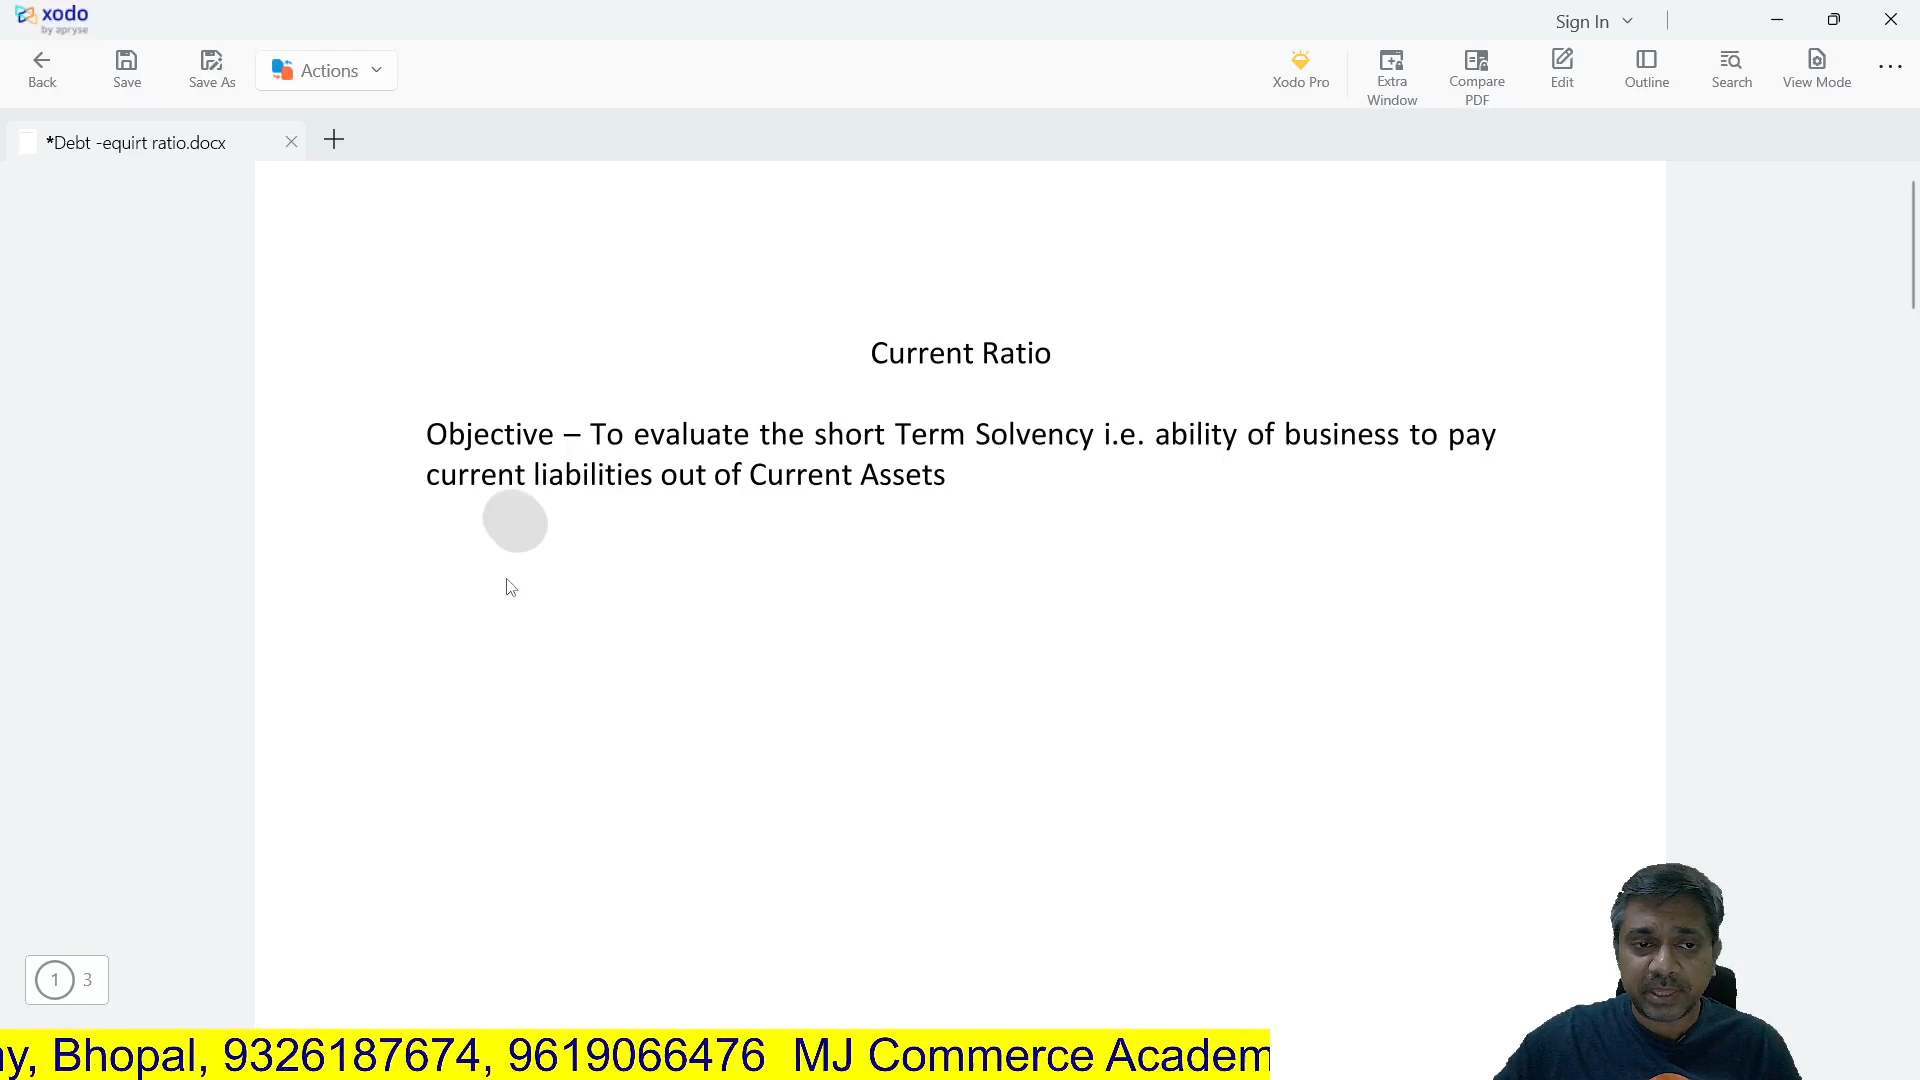 xodo
by apryse
Sign In
Back
Save
Save As
Actions
Xodo Pro
Extra
Window
Compare
PDF
Edit
Outline
Search
View Mode
*Debt -equirt ratio.docx
Current Ratio
Objective – To evaluate the short Term Solvency i.e. ability of business to pay
current liabilities out of Current Assets
1 3
ny, Bhopal, 9326187674, 9619066476 MJ Commerce Academ